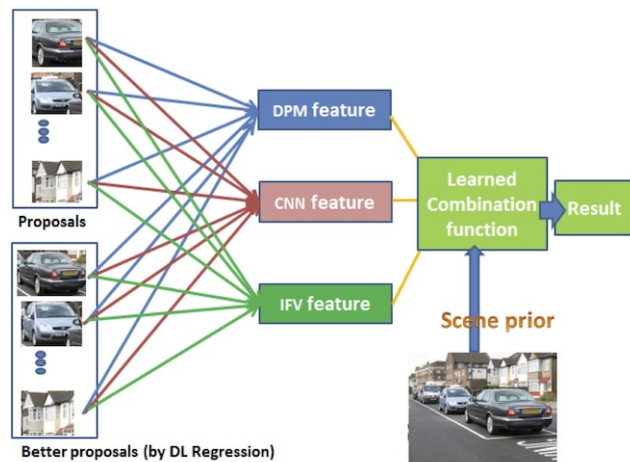 Proposals
Better proposals (by DL Regression)
DPM feature
CNN feature
IFV feature
Learned
Combination
function
Result
Scene prior